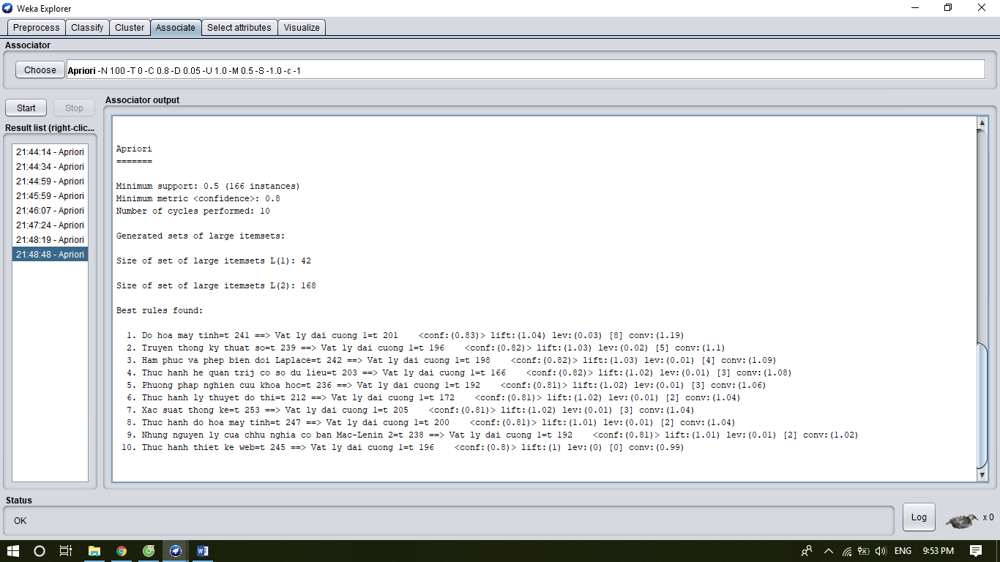 Weka Explorer
Preprocess Classify Cluster Associate Select attributes Visualize
Associator
Choose Apriori -N 100 -T 0 -C 0.8 -D 0.05 -U 1.0 -M 0.5 -S -1.0 -c -1
Start Stop
Associator output
Result list (right-clic...
21:44:14 - Apriori
21:44:34 - Apriori
21:44:59 - Apriori
21:45:59 - Apriori
21:46:07 - Apriori
21:47:24 - Apriori
21:48:19 - Apriori
21:48:48 - Apriori
Apriori
=======
Minimum support: 0.5 (166 instances)
Minimum metric <confidence>: 0.8
Number of cycles performed: 10
Generated sets of large itemsets:
Size of set of large itemsets L(1): 42
Size of set of large itemsets L(2): 168
Best rules found:
1. Do hoa may tinh=t 241 ==> Vat ly dai cuong 1=t 201 <conf:(0.83)> lift:(1.04) lev:(0.03) [8] conv:(1.19)
2. Truyen thong ky thuat so=t 239 ==> Vat ly dai cuong 1=t 196 <conf:(0.82)> lift:(1.03) lev:(0.02) [5] conv:(1.1)
3. Ham phuc va phep bien doi Laplace=t 242 ==> Vat ly dai cuong 1=t 198 <conf:(0.82)> lift:(1.03) lev:(0.01) [4] conv:(1.09)
4. Thuc hanh he quan trij co so du lieu=t 203 ==> Vat ly dai cuong 1=t 166 <conf:(0.82)> lift:(1.02) lev:(0.01) [3] conv:(1.08)
5. Phuong phap nghien cuu khoa hoc=t 236 ==> Vat ly dai cuong 1=t 192 <conf:(0.81)> lift:(1.02) lev:(0.01) [3] conv:(1.06)
6. Thuc hanh ly thuyet do thi=t 212 ==> Vat ly dai cuong 1=t 172 <conf:(0.81)> lift:(1.02) lev:(0.01) [2] conv:(1.04)
7. Xac suat thong ke=t 253 ==> Vat ly dai cuong 1=t 205 <conf:(0.81)> lift:(1.02) lev:(0.01) [3] conv:(1.04)
8. Thuc hanh do hoa may tinh=t 247 ==> Vat ly dai cuong 1=t 200 <conf:(0.81)> lift:(1.01) lev:(0.01) [2] conv:(1.04)
9. Nhung nguyen ly cua chhu nghia co ban Mac-Lenin 2=t 238 ==> Vat ly dai cuong 1=t 192 <conf:(0.81)> lift:(1.01) lev:(0.01) [2] conv:(1.02)
10. Thuc hanh thiet ke web=t 245 ==> Vat ly dai cuong 1=t 196 <conf:(0.8)> lift:(1) lev:(0) [0] conv:(0.99)
Status
OK
Log
x 0
ENG 9:53 PM